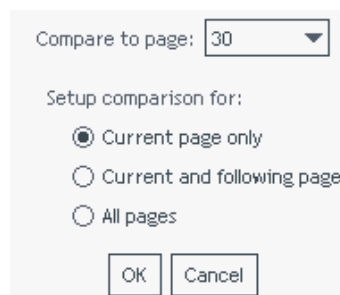 Compare to page: 30
Setup comparison for:
Current page only
Current and following page
All pages
OK Cancel